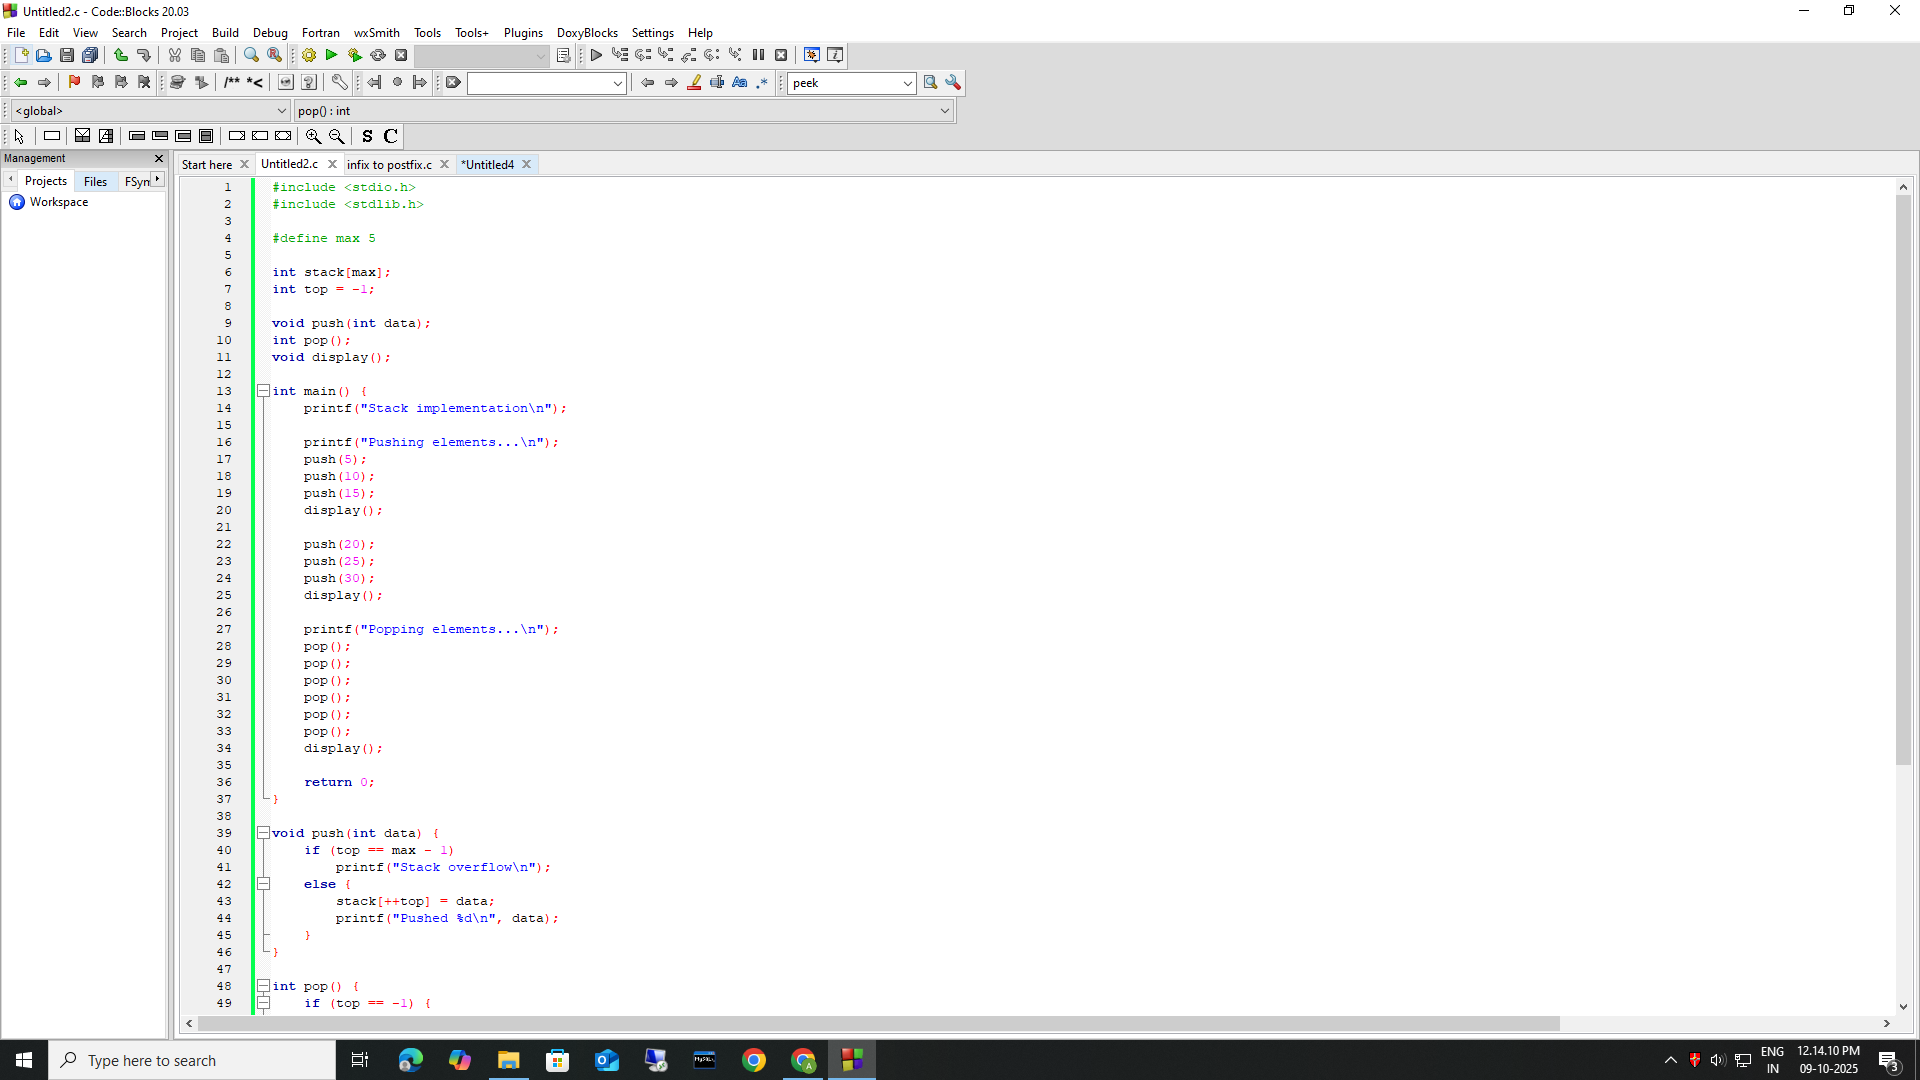 Untitled2.c - Code::Blocks 20.03
File Edit View Search Project Build Debug Fortran wxSmith Tools Tools+ Plugins DoxyBlocks Settings Help
/** *<
peek
<global> pop() : int
S C
Management
Projects Files FSyn
Workspace
Start here Untitled2.c infix to postfix.c *Untitled4
1 #include <stdio.h>
2 #include <stdlib.h>
3
4 #define max 5
5
6 int stack[max];
7 int top = -1;
8
9 void push(int data);
10 int pop();
11 void display();
12
13 int main() {
14 printf("Stack implementation\n");
15
16 printf("Pushing elements...\n");
17 push(5);
18 push(10);
19 push(15);
20 display();
21
22 push(20);
23 push(25);
24 push(30);
25 display();
26
27 printf("Popping elements...\n");
28 pop();
29 pop();
30 pop();
31 pop();
32 pop();
33 pop();
34 display();
35
36 return 0;
37 }
38
39 void push(int data) {
40 if (top == max - 1)
41 printf("Stack overflow\n");
42 else {
43 stack[++top] = data;
44 printf("Pushed %d\n", data);
45 }
46 }
47
48 int pop() {
49 if (top == -1) {
Type here to search
ENG
IN
12.14.10 PM
09-10-2025
3